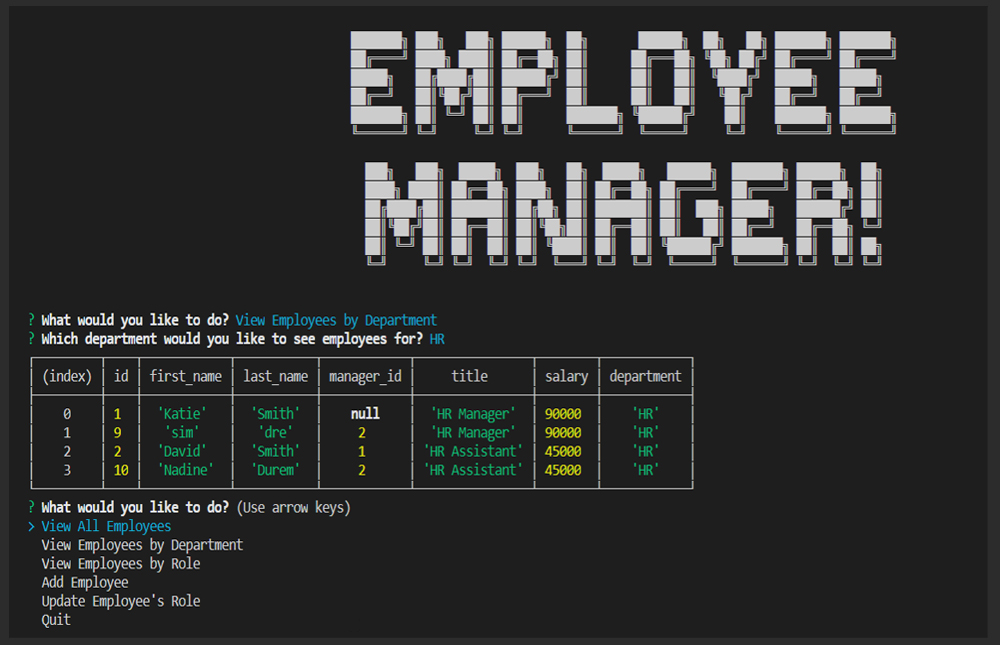 EMPLOYEE
MANAGER!
? What would you like to do? View Employees by Department
? Which department would you like to see employees for? HR
(index) id first_name last_name manager_id title salary department
0 1 'Katie' 'Smith' null 'HR Manager' 90000 'HR'
1 9 'sim' 'dre' 2 'HR Manager' 90000 'HR'
2 2 'David' 'Smith' 1 'HR Assistant' 45000 'HR'
3 10 'Nadine' 'Durem' 2 'HR Assistant' 45000 'HR'
? What would you like to do? (Use arrow keys)
> View All Employees
View Employees by Department
View Employees by Role
Add Employee
Update Employee's Role
Quit